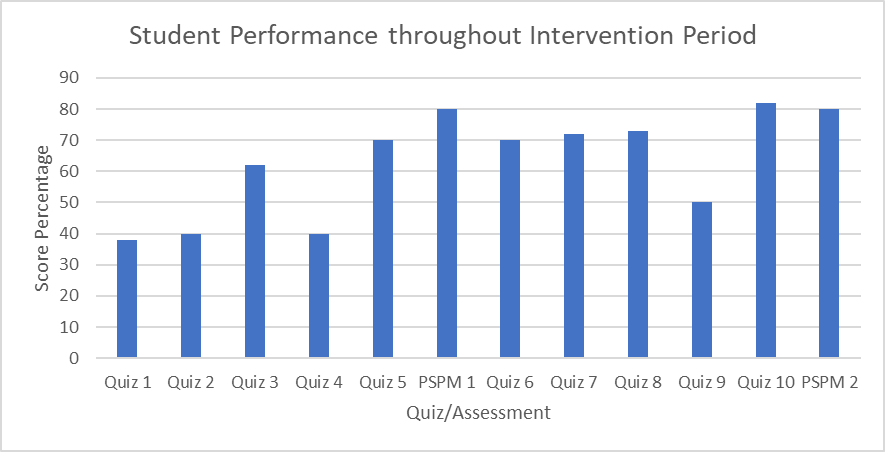 Student Performance throughout Intervention Period
90
80
70
60
50
40
30
20
10
0
Score Percentage
Quiz 1 Quiz 2 Quiz 3 Quiz 4 Quiz 5 PSPM 1 Quiz 6 Quiz 7 Quiz 8 Quiz 9 Quiz 10 PSPM 2
Quiz/Assessment